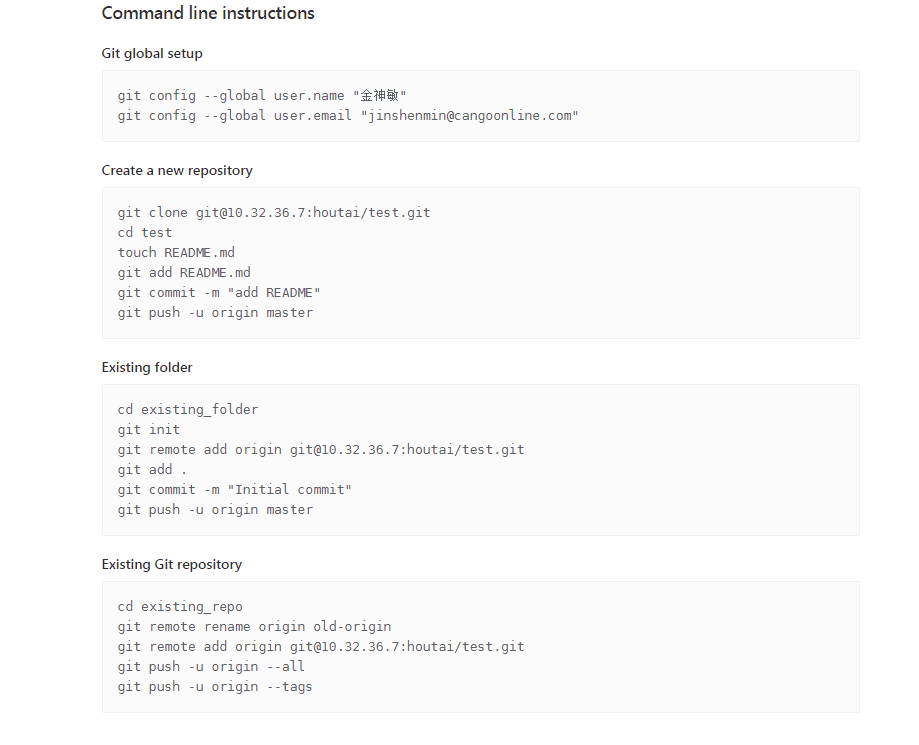 Command line instructions
Git global setup
git config --global user.name "金神敏"
git config --global user.email "jinshenmin@cangoonline.com"
Create a new repository
git clone git@10.32.36.7:houtai/test.git
cd test
touch README.md
git add README.md
git commit -m "add README"
git push -u origin master
Existing folder
cd existing_folder
git init
git remote add origin git@10.32.36.7:houtai/test.git
git add .
git commit -m "Initial commit"
git push -u origin master
Existing Git repository
cd existing_repo
git remote rename origin old-origin
git remote add origin git@10.32.36.7:houtai/test.git
git push -u origin --all
git push -u origin --tags